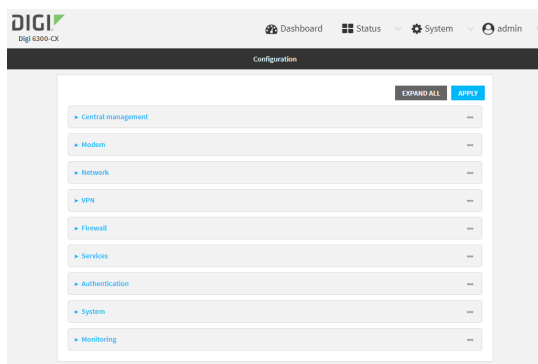 DIGI
Digi 6300-CX
Dashboard Status System admin
Configuration
EXPAND ALL APPLY
Central management
Modem
Network
VPN
Firewall
Services
Authentication
System
Monitoring